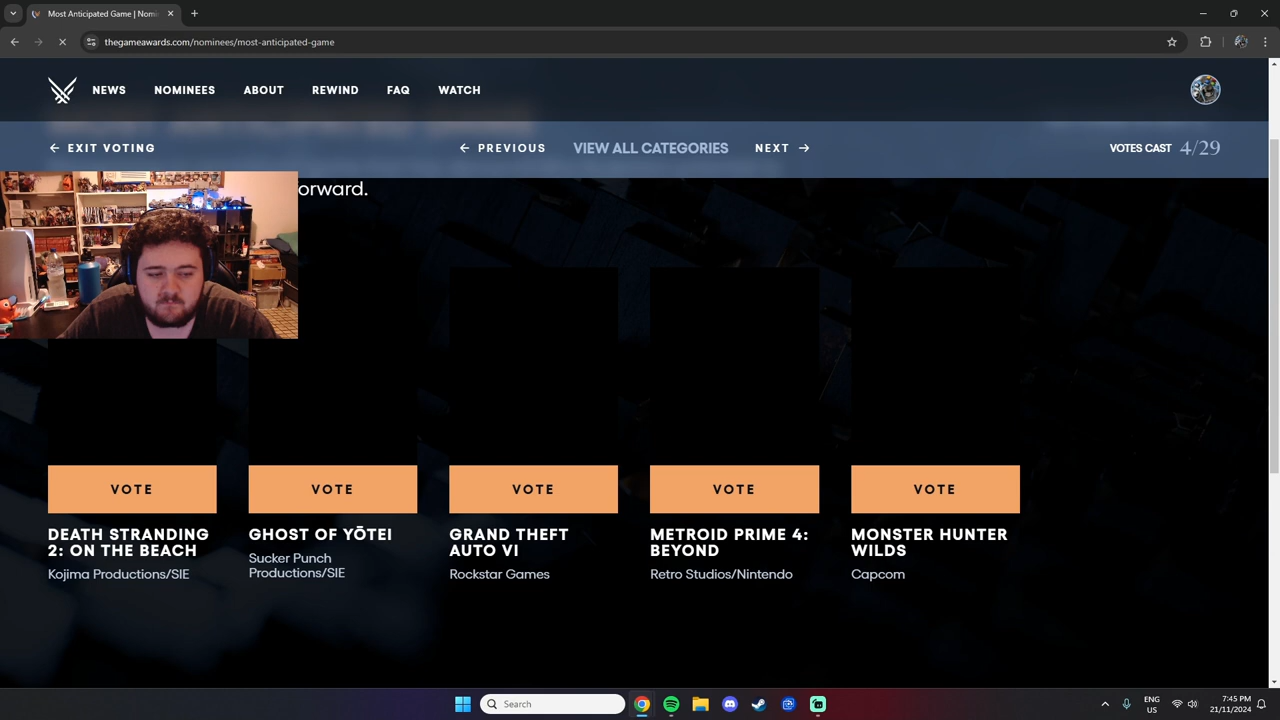 Most Anticipated Game | Nomi
thegameawards.com/nominees/most-anticipated-game
NEWS NOMINEES ABOUT REWIND FAQ WATCH
EXIT VOTING PREVIOUS VIEW ALL CATEGORIES NEXT VOTES CAST 4/29
orward.
VOTE VOTE VOTE VOTE VOTE
DEATH STRANDING
2: ON THE BEACH
Kojima Productions/SIE
GHOST OF YŌTEI
Sucker Punch
Productions/SIE
GRAND THEFT
AUTO VI
Rockstar Games
METROID PRIME 4:
BEYOND
Retro Studios/Nintendo
MONSTER HUNTER
WILDS
Capcom
Search
ENG
US
7:45 PM
21/11/2024